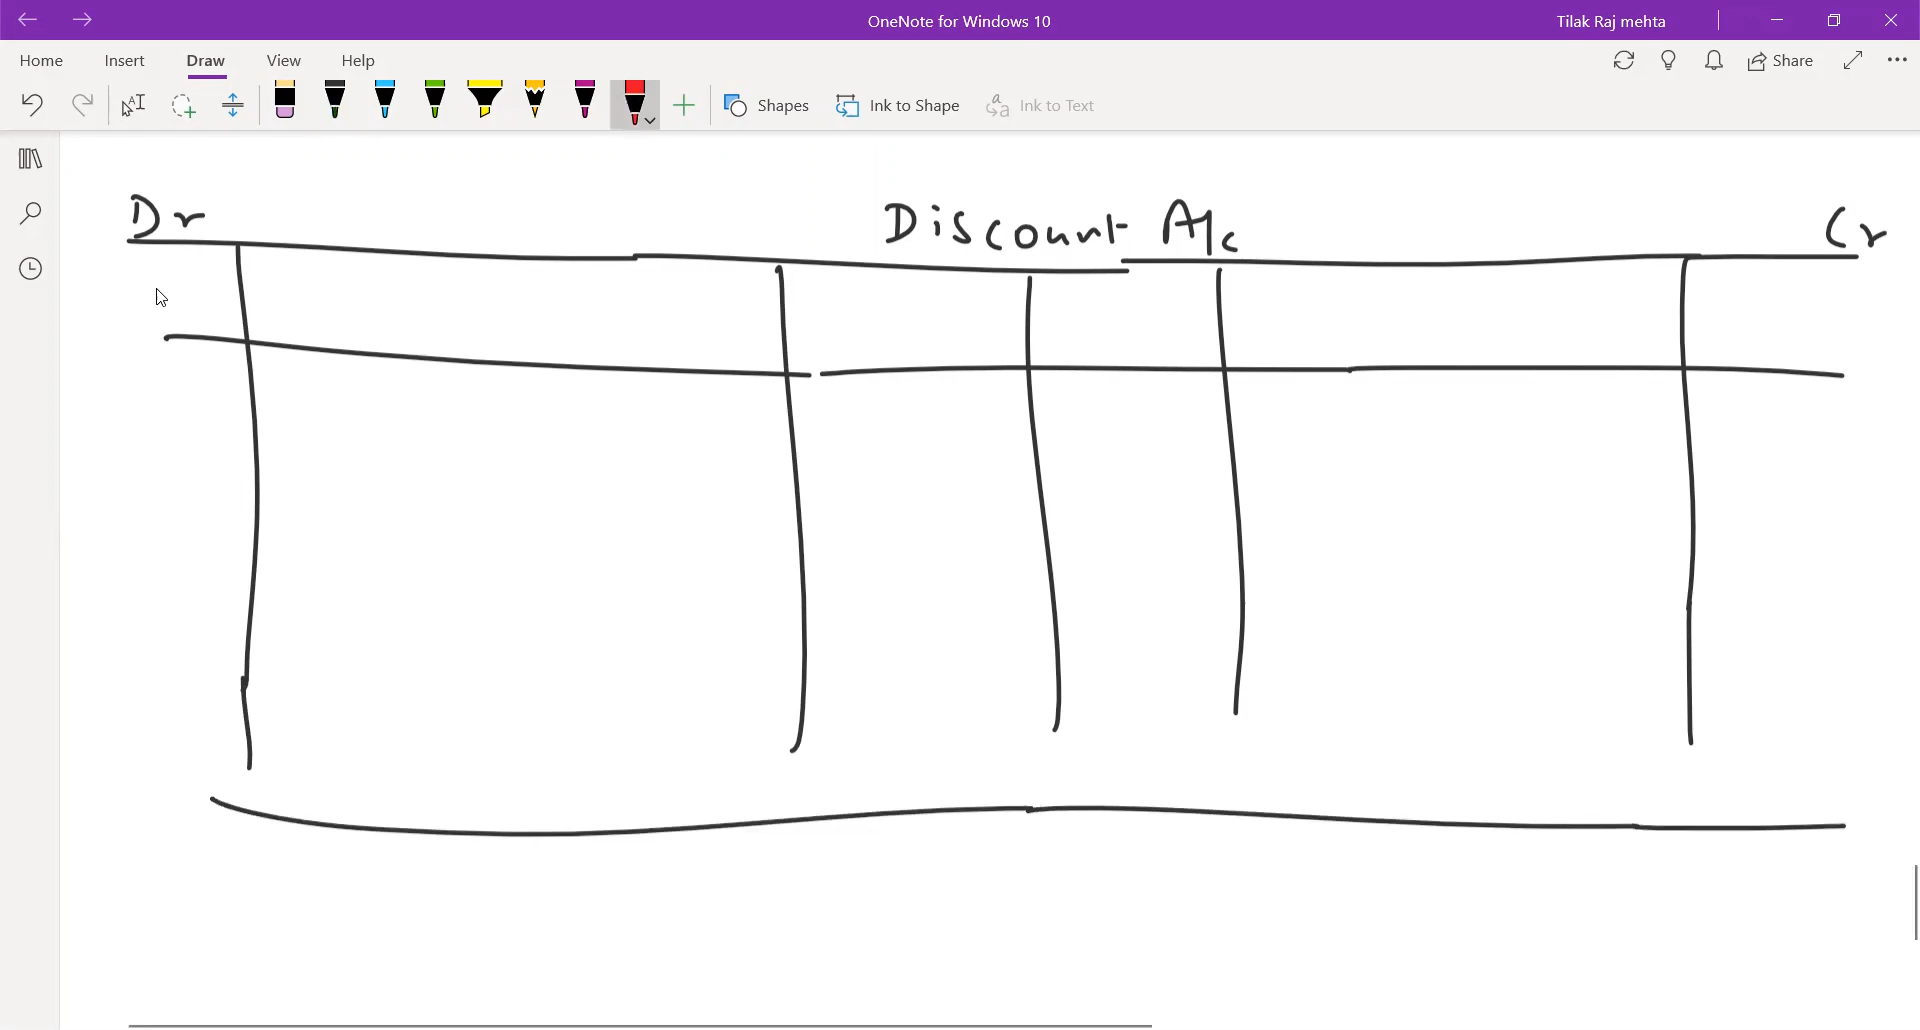 OneNote for Windows 10
Tilak Raj mehta
Home Insert Draw View Help
Share
Shapes Ink to Shape Ink to Text
Dr Discount A/c Cr